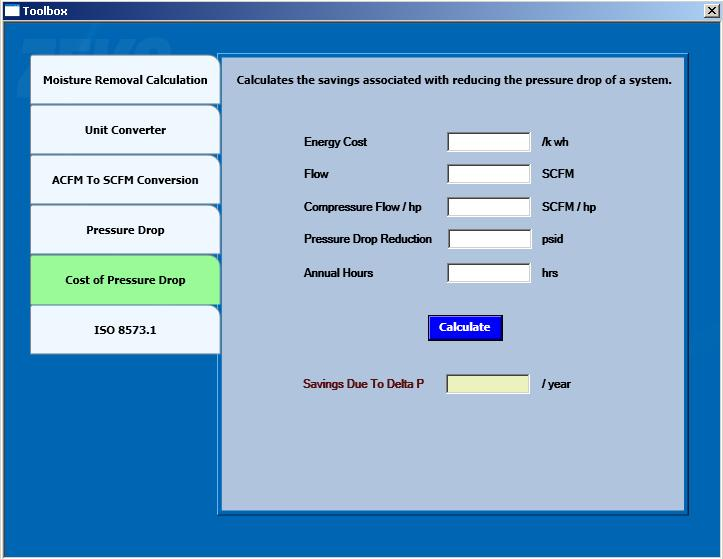 Toolbox
Moisture Removal Calculation
Unit Converter
ACFM To SCFM Conversion
Pressure Drop
Cost of Pressure Drop
ISO 8573.1
Calculates the savings associated with reducing the pressure drop of a system.
Energy Cost /k wh
Flow SCFM
Compressure Flow / hp SCFM / hp
Pressure Drop Reduction psid
Annual Hours hrs
Calculate
Savings Due To Delta P / year